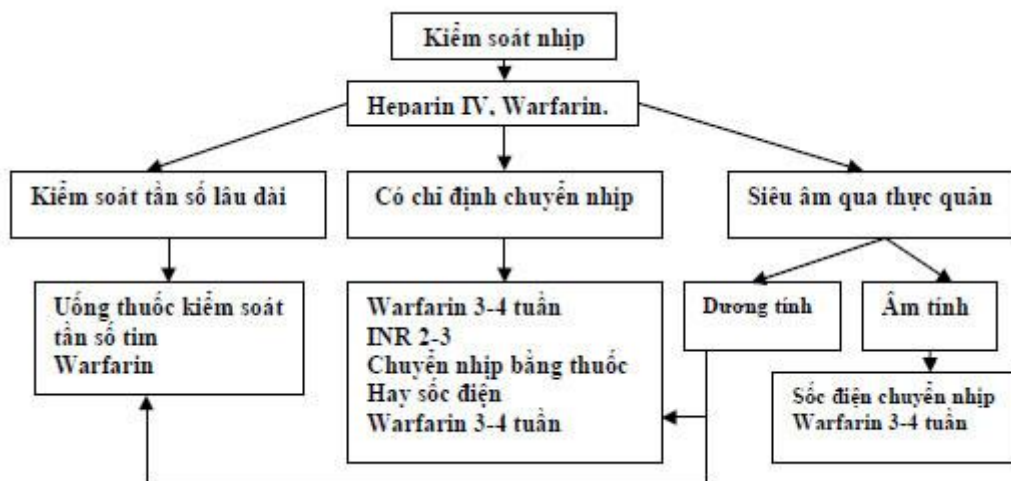 Kiểm soát nhịp
Heparin IV, Warfarin.
Kiểm soát tần số lâu dài
Có chỉ định chuyển nhịp
Siêu âm qua thực quản
Uống thuốc kiểm soát
tần số tim
Warfarin
Warfarin 3-4 tuần
INR 2-3
Chuyển nhịp bằng thuốc
Hay sốc điện
Warfarin 3-4 tuần
Dương tính
Âm tính
Sốc điện chuyển nhịp
Warfarin 3-4 tuần